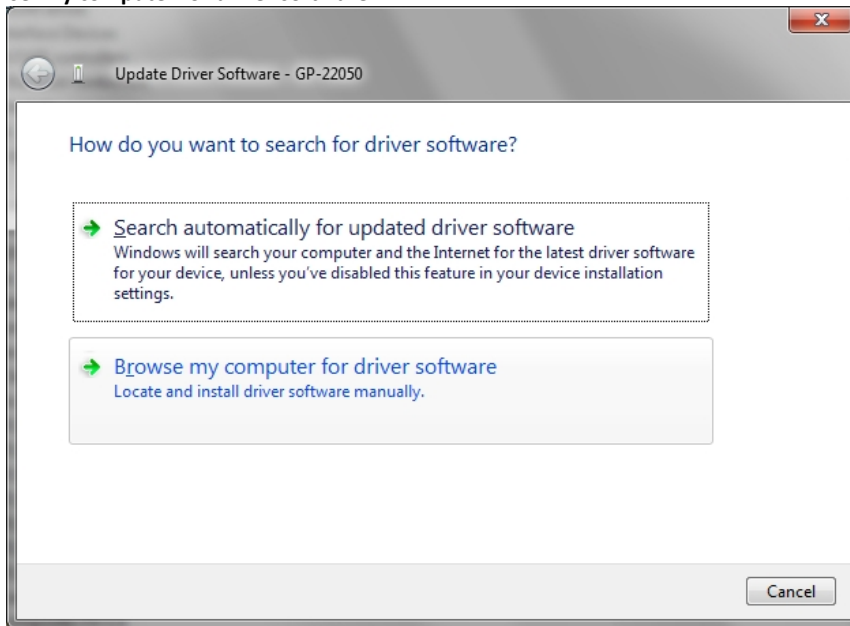 Update Driver Software - GP-22050
How do you want to search for driver software?
Search automatically for updated driver software
Windows will search your computer and the Internet for the latest driver software
for your device, unless you've disabled this feature in your device installation
settings.
Browse my computer for driver software
Locate and install driver software manually.
Cancel